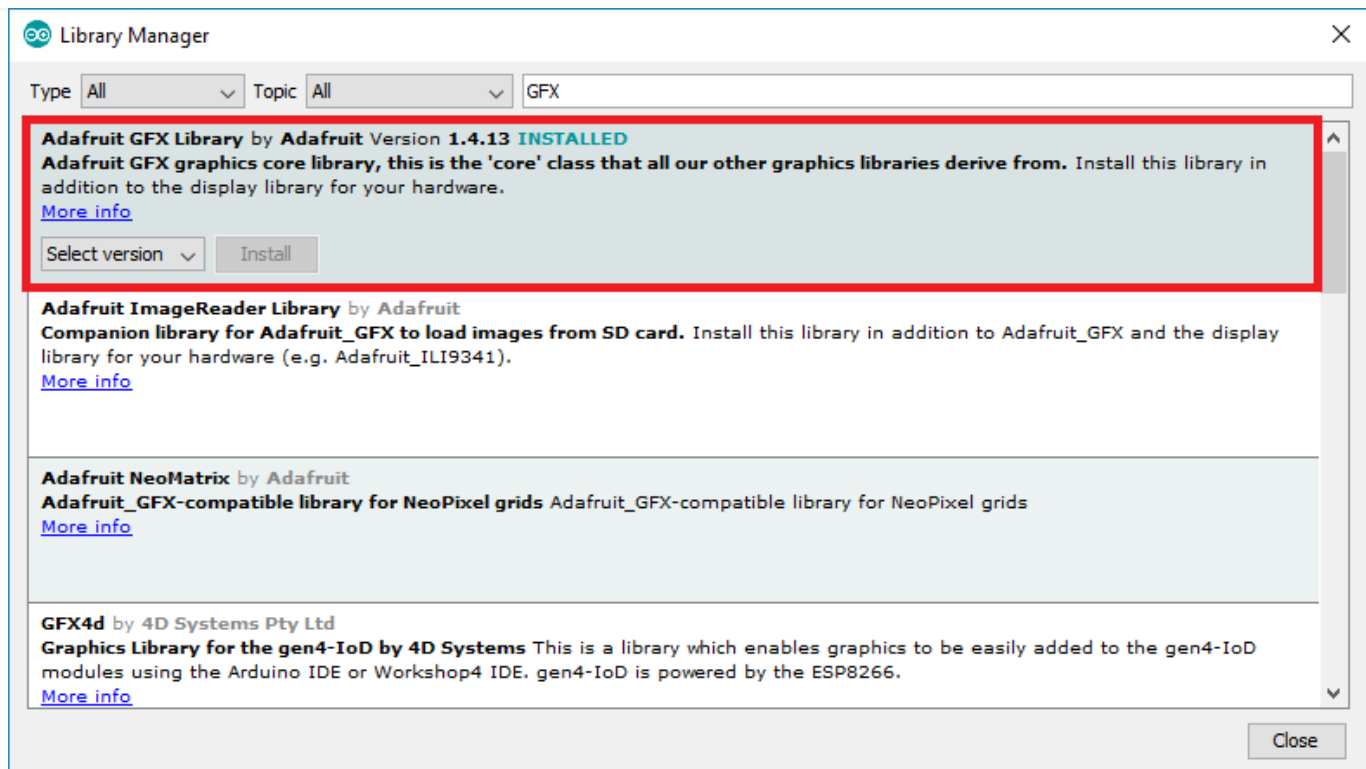 Library Manager
Type All Topic All GFX
Adafruit GFX Library by Adafruit Version 1.4.13 INSTALLED
Adafruit GFX graphics core library, this is the 'core' class that all our other graphics libraries derive from. Install this library in
addition to the display library for your hardware.
More info
Select version Install
Adafruit ImageReader Library by Adafruit
Companion library for Adafruit_GFX to load images from SD card. Install this library in addition to Adafruit_GFX and the display
library for your hardware (e.g. Adafruit_ILI9341).
More info
Adafruit NeoMatrix by Adafruit
Adafruit_GFX-compatible library for NeoPixel grids Adafruit_GFX-compatible library for NeoPixel grids
More info
GFX4d by 4D Systems Pty Ltd
Graphics Library for the gen4-IoD by 4D Systems This is a library which enables graphics to be easily added to the gen4-IoD
modules using the Arduino IDE or Workshop4 IDE. gen4-IoD is powered by the ESP8266.
More info
Close